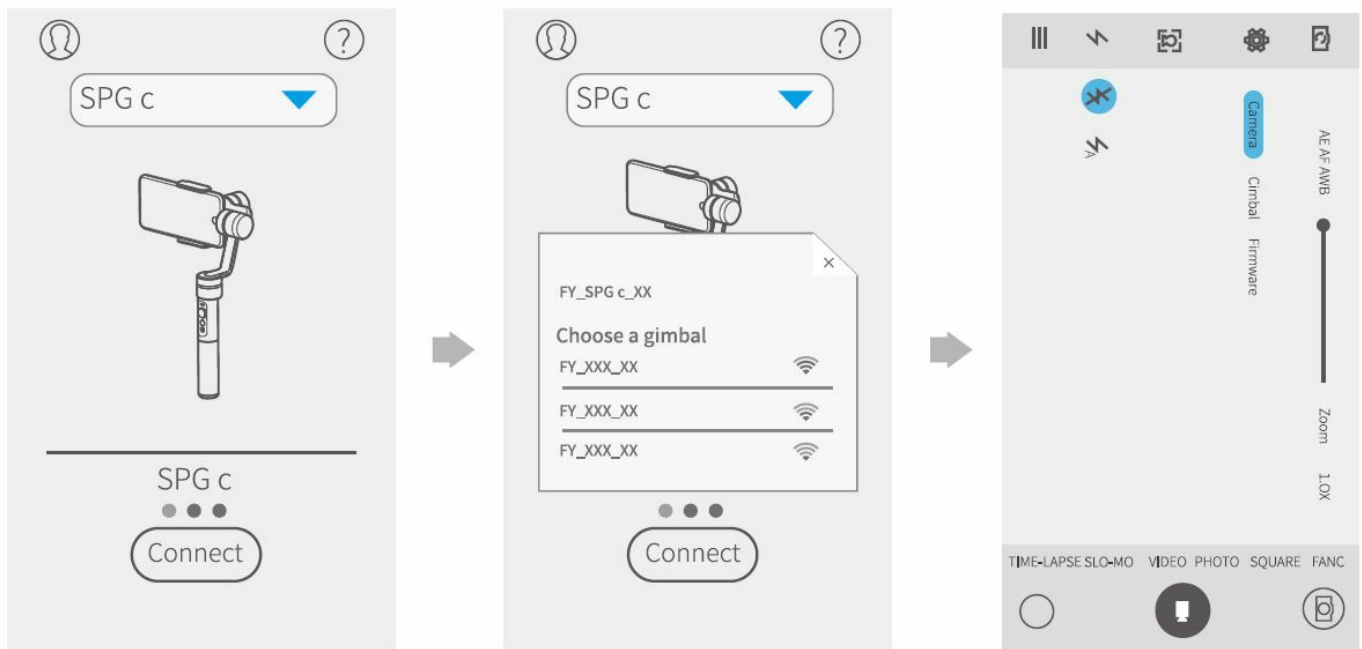 ?
SPG c
SPG c
Connect
?
SPG c
×
FY_SPG c_XX
Choose a gimbal
FY_XXX_XX
FY_XXX_XX
FY_XXX_XX
Connect
A
Camera Cimbal Firmware
AE AF AWB Zoom 1.0X
TIME-LAPSE SLO-MO VIDEO PHOTO SQUARE FANC